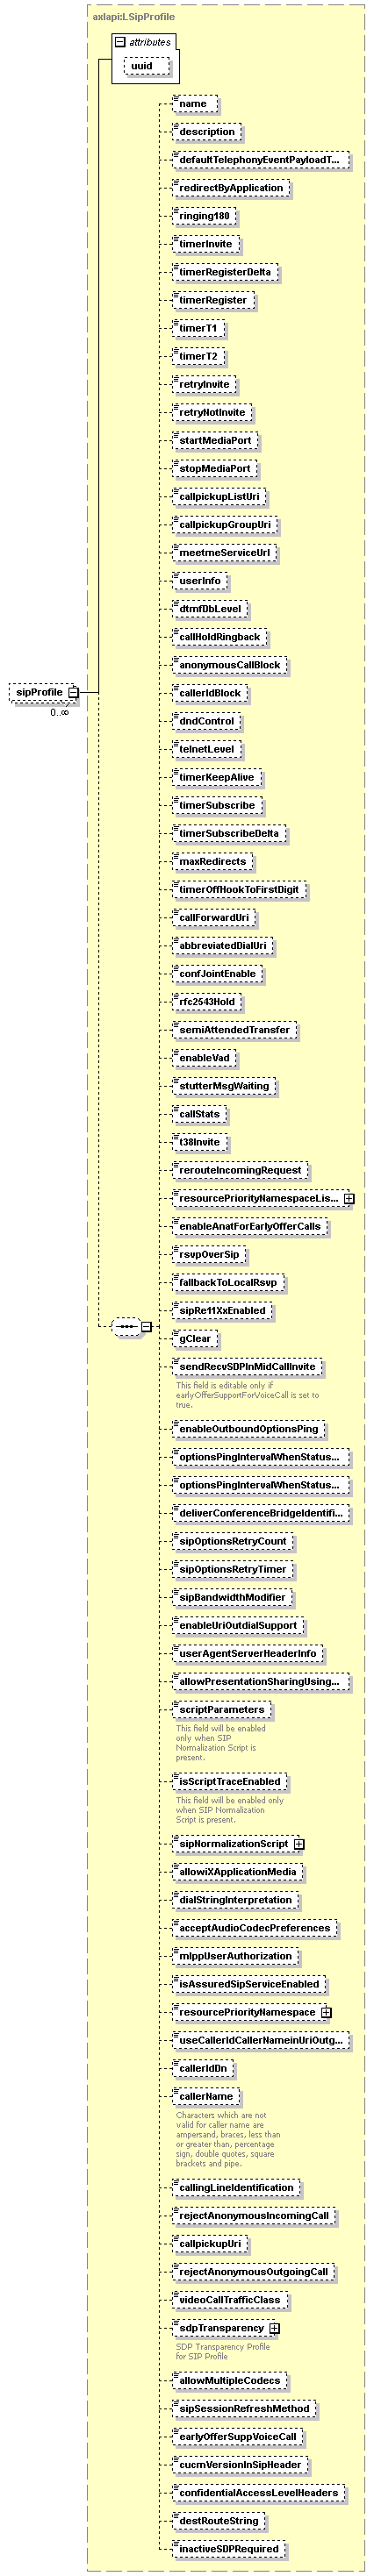 axlapi:LSipProfile
attributes
uuid
name
description
defaultTelephonyEventPayloadT...
redirectByApplication
ringing180
timerInvite
timerRegisterDelta
timerRegister
timerT1
timerT2
retryInvite
retryNotInvite
startMediaPort
stopMediaPort
callpickupListUri
callpickupGroupUri
meetmeServiceUrl
userInfo
dtmfDbLevel
callHoldRingback
anonymousCallBlock
callerIdBlock
dndControl
telnetLevel
timerKeepAlive
timerSubscribe
timerSubscribeDelta
maxRedirects
timerOffHookToFirstDigit
callForwardUri
abbreviatedDialUri
confJointEnable
rfc2543Hold
semiAttendedTransfer
enableVad
stutterMsgWaiting
callStats
t38Invite
rerouteIncomingRequest
resourcePriorityNamespaceLis...
enableAnatForEarlyOfferCalls
rsvpOverSip
fallbackToLocalRsvp
sipRe11XxEnabled
gClear
sendRecvSDPInMidCallInvite
This field is editable only if
earlyOfferSupportForVoiceCall is set to
true.
enableOutboundOptionsPing
optionsPingIntervalWhenStatus...
optionsPingIntervalWhenStatus...
deliverConferenceBridgeIdentifi...
sipOptionsRetryCount
sipOptionsRetryTimer
sipBandwidthModifier
enableUriOutdialSupport
userAgentServerHeaderInfo
allowPresentationSharingUsing...
scriptParameters
This field will be enabled
only when SIP
Normalization Script is
present.
isScriptTraceEnabled
This field will be enabled only
when SIP Normalization
Script is present.
sipNormalizationScript
allowiXApplicationMedia
dialStringInterpretation
acceptAudioCodecPreferences
mlppUserAuthorization
isAssuredSipServiceEnabled
resourcePriorityNamespace
useCallerIdCallerNameinUriOutg...
callerIdDn
callerName
Characters which are not
valid for caller name are
ampersand, braces, less than
or greater than, percentage
sign, double quotes, square
brackets and pipe.
callingLineIdentification
rejectAnonymousIncomingCall
callpickupUri
rejectAnonymousOutgoingCall
videoCallTrafficClass
sdpTransparency
SDP Transparency Profile
for SIP Profile
allowMultipleCodecs
sipSessionRefreshMethod
earlyOfferSuppVoiceCall
cucmVersionInSipHeader
confidentialAccessLevelHeaders
destRouteString
inactiveSDPRequired
sipProfile
0..∞